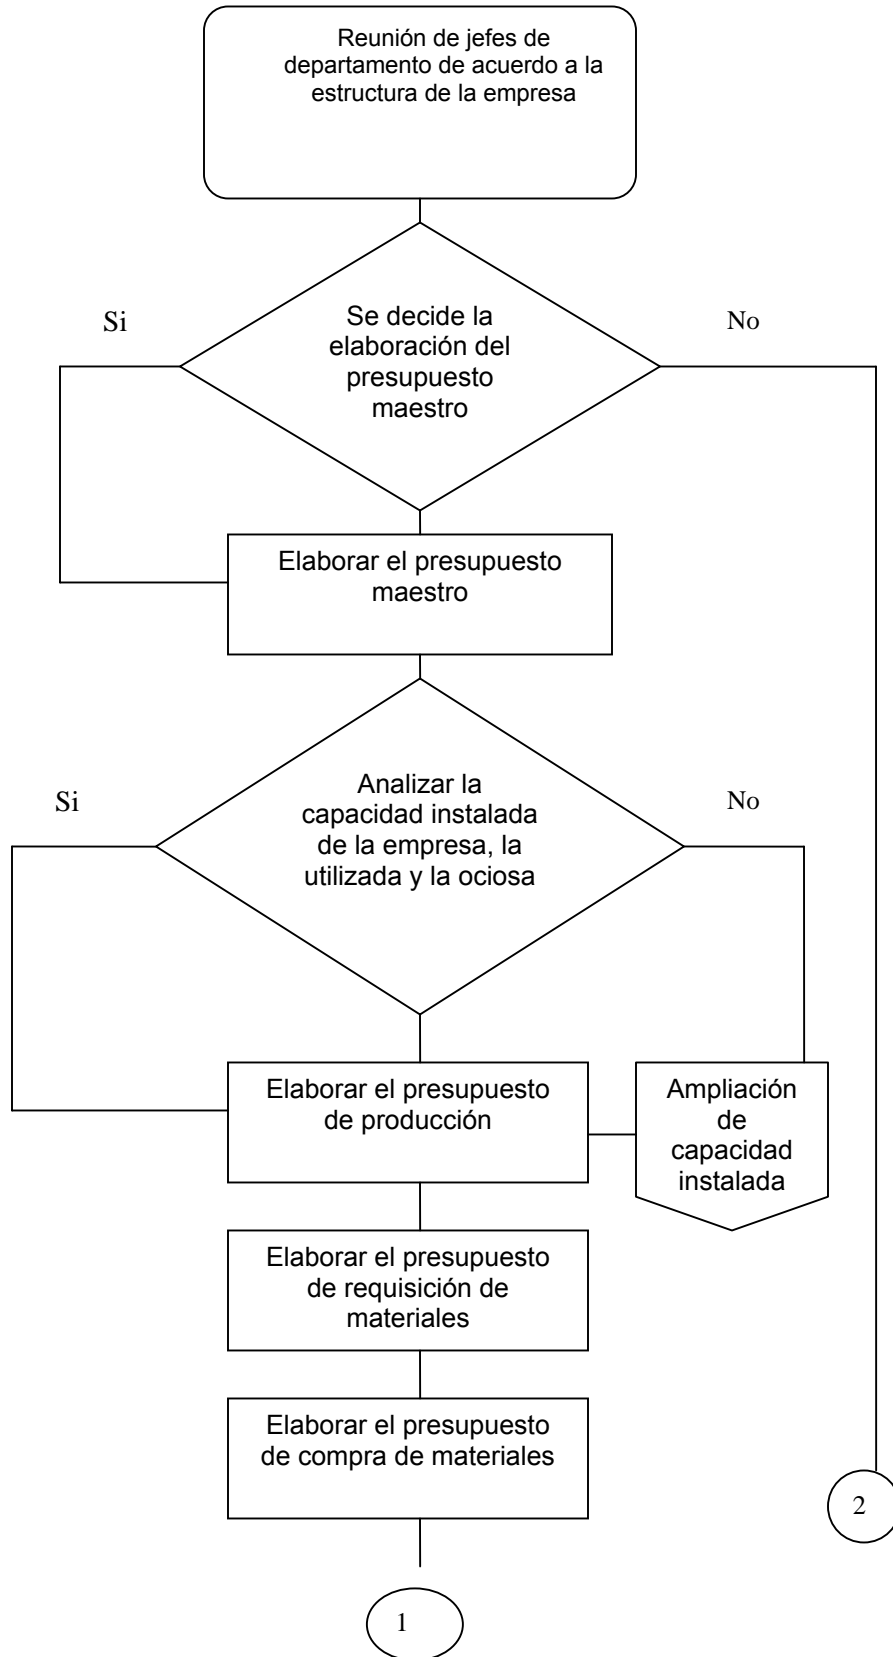 Reunión de jefes de
departamento de acuerdo a la
estructura de la empresa
Si
No
Se decide la
elaboración del
presupuesto
maestro
Elaborar el presupuesto
maestro
Si
No
Analizar la
capacidad instalada
de la empresa, la
utilizada y la ociosa
Elaborar el presupuesto
de producción
Ampliación
de
capacidad
instalada
Elaborar el presupuesto
de requisición de
materiales
Elaborar el presupuesto
de compra de materiales
2
1